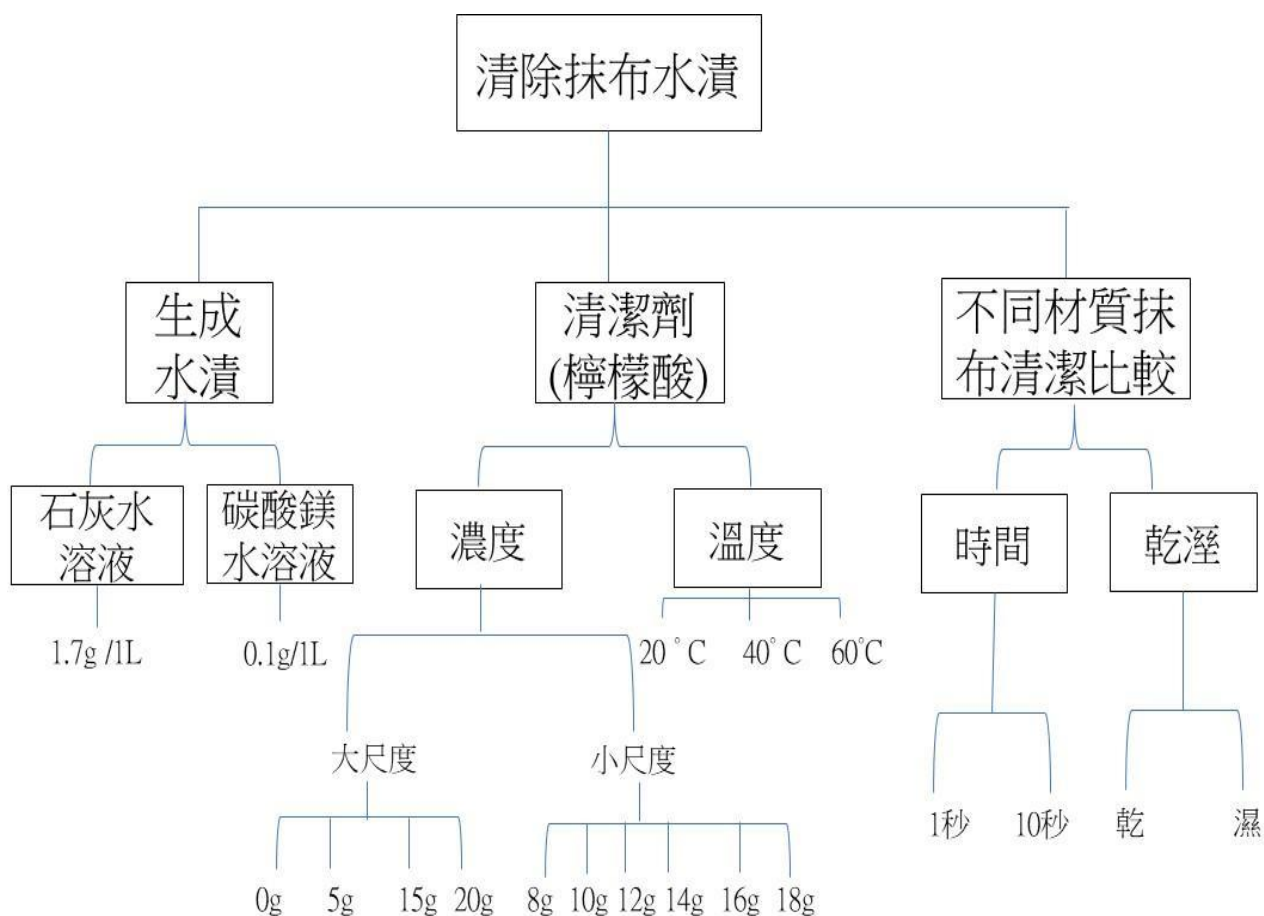 清除抹布水漬
生成
水漬
清潔劑
(檸檬酸)
不同材質抹
布清潔比較
石灰水
溶液
碳酸鎂
水溶液
濃度
溫度
時間
乾溼
1.7g /1L
0.1g/1L
20°C
40°C
60°C
大尺度
小尺度
1秒
10秒
乾
濕
0g
5g
15g
20g
8g
10g
12g
14g
16g
18g